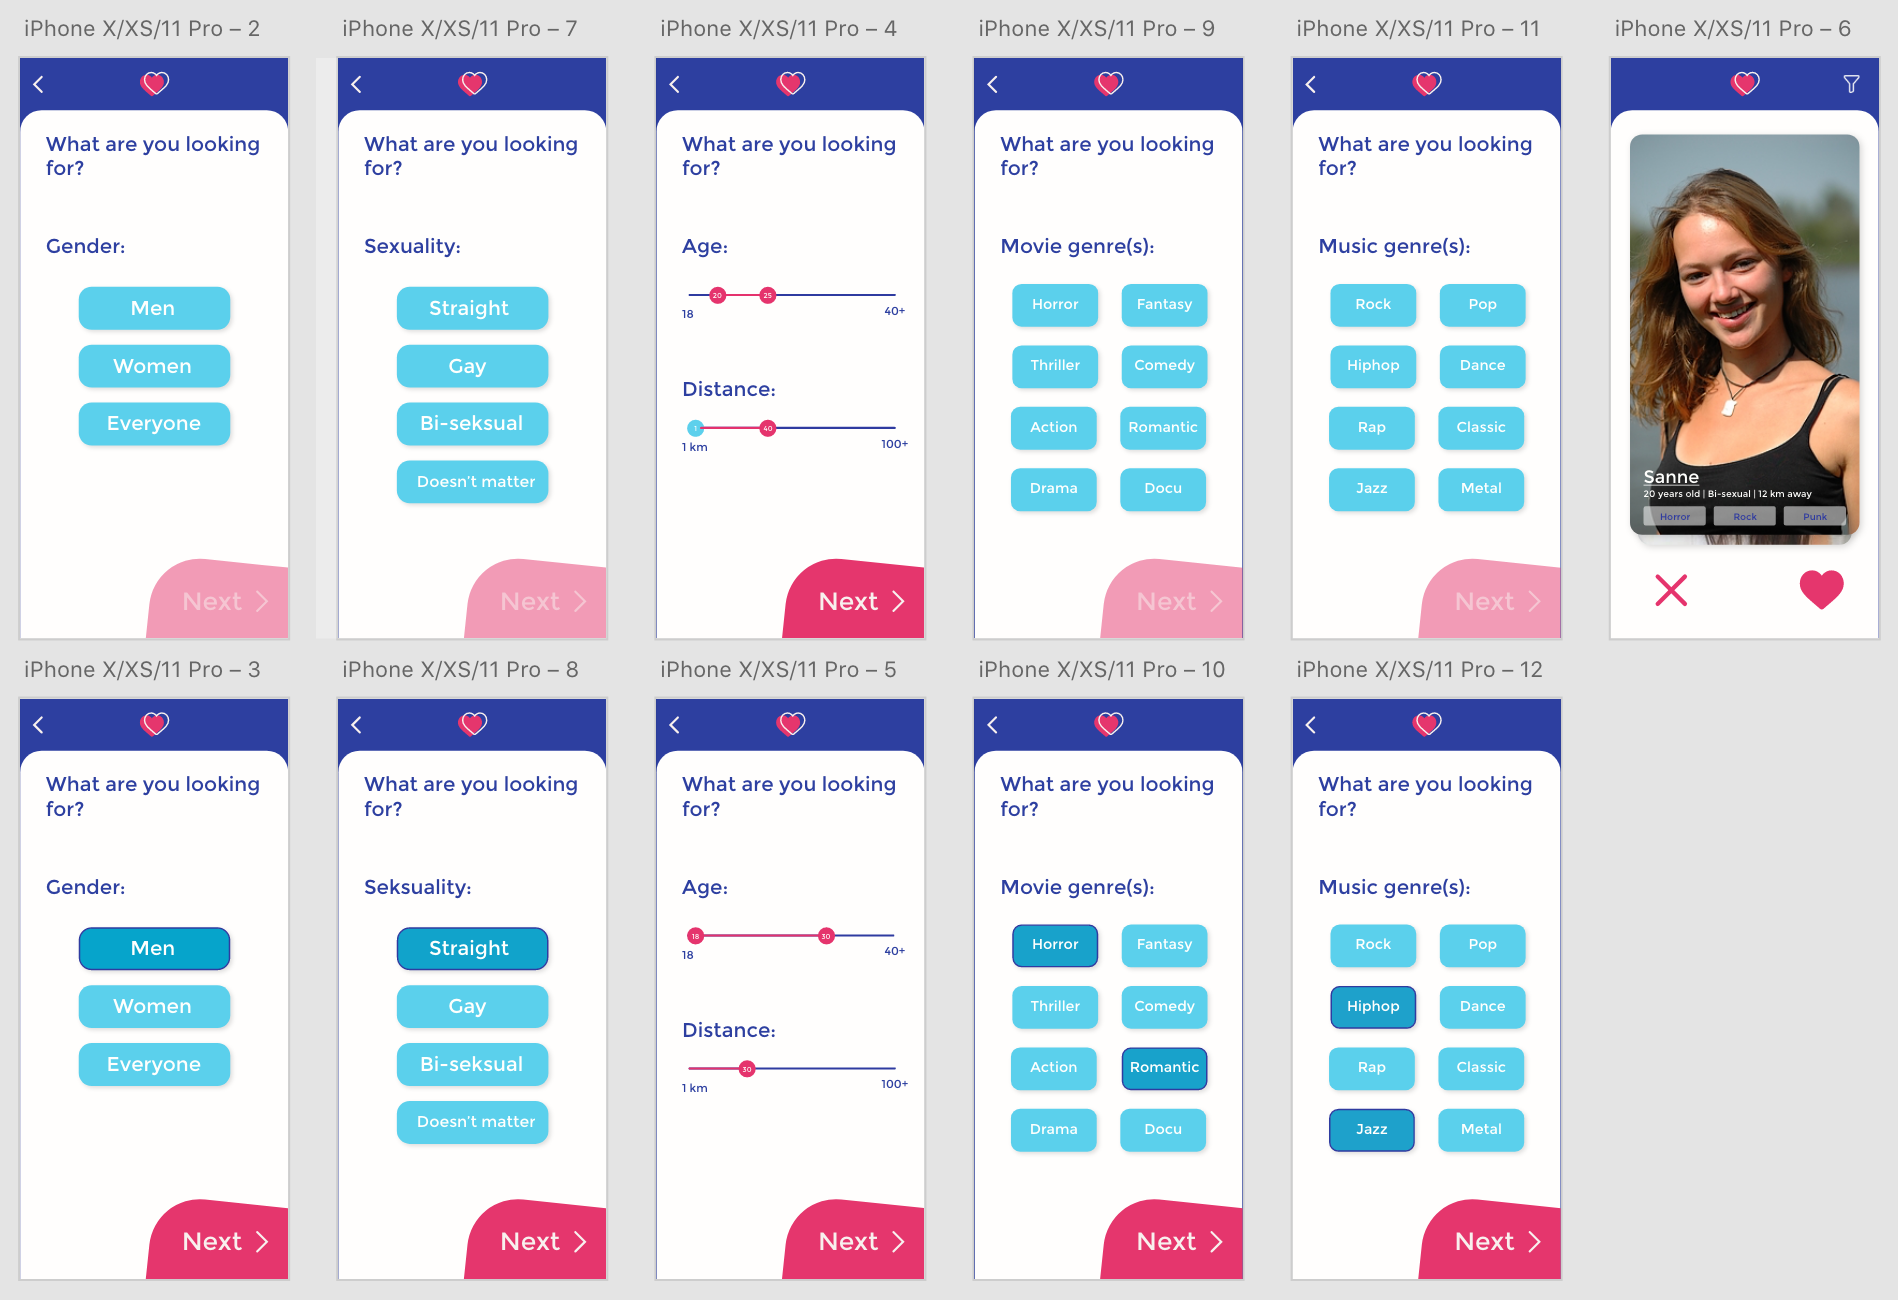 iPhone X/XS/11 Pro – 2
What are you looking
for?
Gender:
Men
Women
Everyone
Next
iPhone X/XS/11 Pro – 7
What are you looking
for?
Sexuality:
Straight
Gay
Bi-seksual
Doesn't matter
Next
iPhone X/XS/11 Pro – 4
What are you looking
for?
Age:
20 25
18 40+
Distance:
1 40
1 km 100+
Next
iPhone X/XS/11 Pro – 9
What are you looking
for?
Movie genre(s):
Horror Fantasy
Thriller Comedy
Action Romantic
Drama Docu
Next
iPhone X/XS/11 Pro – 11
What are you looking
for?
Music genre(s):
Rock Pop
Hiphop Dance
Rap Classic
Jazz Metal
Next
iPhone X/XS/11 Pro – 6
Sanne
20 years old | Bi-sexual | 12 km away
Horror Rock Punk
iPhone X/XS/11 Pro – 3
What are you looking
for?
Gender:
Men
Women
Everyone
Next
iPhone X/XS/11 Pro – 8
What are you looking
for?
Seksuality:
Straight
Gay
Bi-seksual
Doesn't matter
Next
iPhone X/XS/11 Pro – 5
What are you looking
for?
Age:
18 30
18 40+
Distance:
30
1 km 100+
Next
iPhone X/XS/11 Pro – 10
What are you looking
for?
Movie genre(s):
Horror Fantasy
Thriller Comedy
Action Romantic
Drama Docu
Next
iPhone X/XS/11 Pro – 12
What are you looking
for?
Music genre(s):
Rock Pop
Hiphop Dance
Rap Classic
Jazz Metal
Next